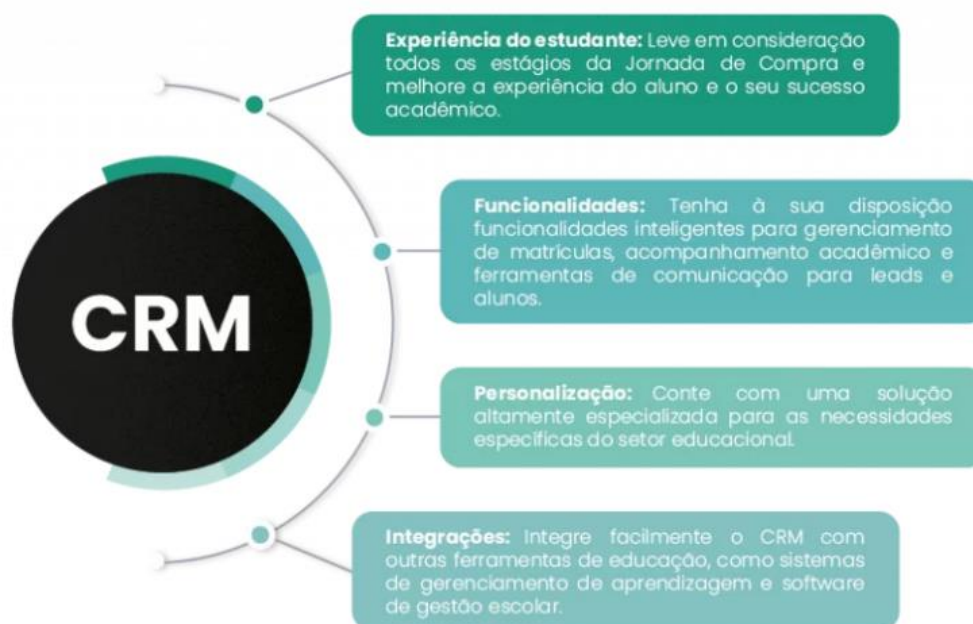 Experiência do estudante: Leve em consideração
todos os estágios da Jornada de Compra e
melhore a experiência do aluno e o seu sucesso
acadêmico.
CRM
Funcionalidades: Tenha à sua disposição
funcionalidades inteligentes para gerenciamento
de matrículas, acompanhamento acadêmico e
ferramentas de comunicação para leads e
alunos.
Personalização: Conte com uma solução
altamente especializada para as necessidades
específicas do setor educacional.
Integrações: Integre facilmente o CRM com
outras ferramentas de educação, como sistemas
de gerenciamento de aprendizagem e software
de gestão escolar.